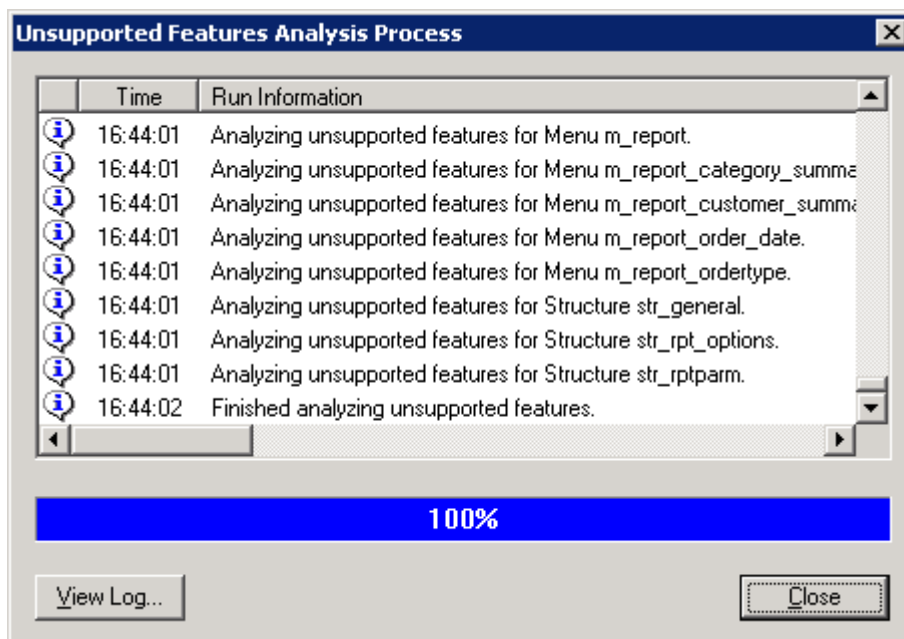 Unsupported Features Analysis Process
Time Run Information
16:44:01 Analyzing unsupported features for Menu m_report.
16:44:01 Analyzing unsupported features for Menu m_report_category_summa
16:44:01 Analyzing unsupported features for Menu m_report_customer_summa
16:44:01 Analyzing unsupported features for Menu m_report_order_date.
16:44:01 Analyzing unsupported features for Menu m_report_ordertype.
16:44:01 Analyzing unsupported features for Structure str_general.
16:44:01 Analyzing unsupported features for Structure str_rpt_options.
16:44:01 Analyzing unsupported features for Structure str_rptparm.
16:44:02 Finished analyzing unsupported features.
100%
View Log... Close